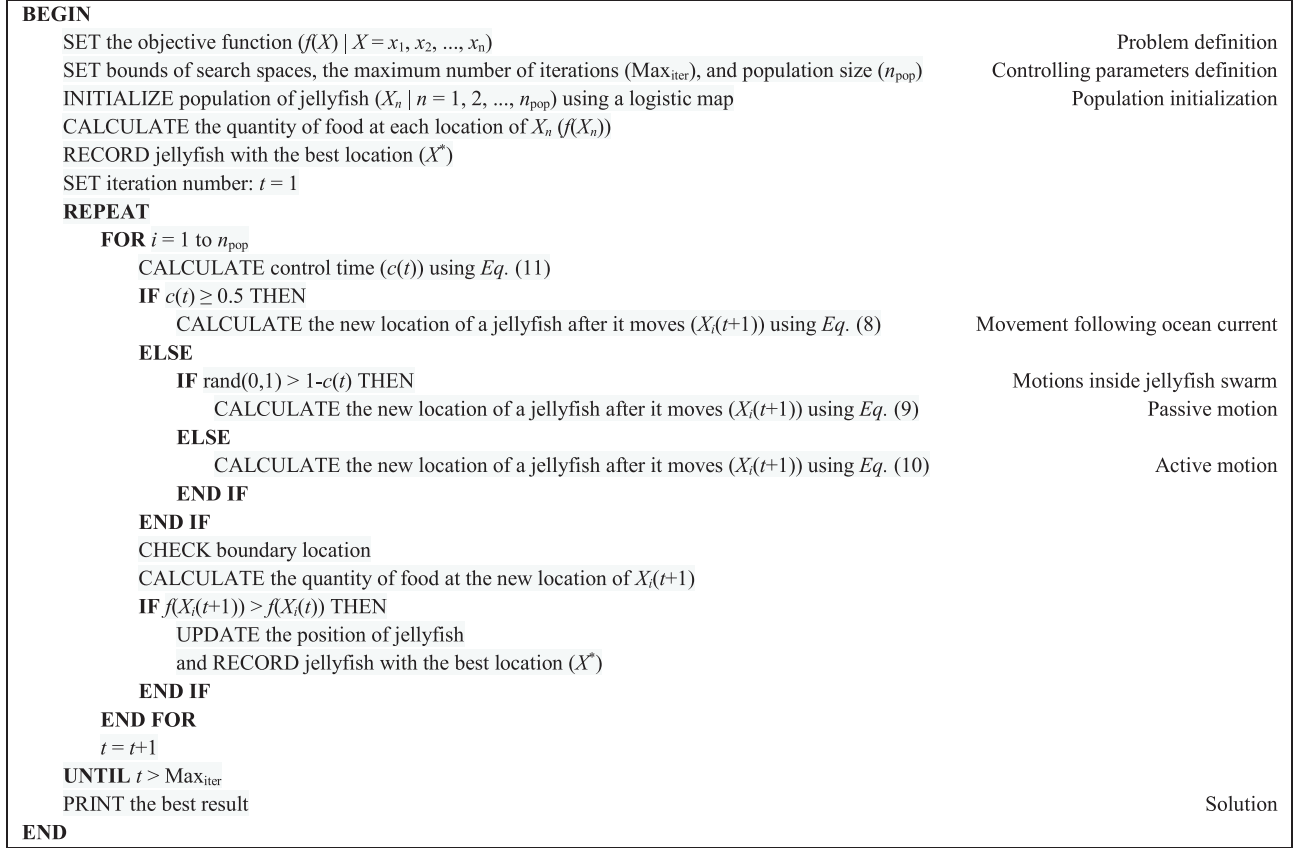 BEGIN
SET the objective function (f(X) | X = x1, x2, ..., xn) Problem definition
SET bounds of search spaces, the maximum number of iterations (Maxiter), and population size (npop) Controlling parameters definition
INITIALIZE population of jellyfish (Xn | n = 1, 2, ..., npop) using a logistic map Population initialization
CALCULATE the quantity of food at each location of Xn (f(Xn))
RECORD jellyfish with the best location (X*)
SET iteration number: t = 1
REPEAT
FOR i = 1 to npop
CALCULATE control time (c(t)) using Eq. (11)
IF c(t) ≥ 0.5 THEN
CALCULATE the new location of a jellyfish after it moves (Xi(t+1)) using Eq. (8) Movement following ocean current
ELSE
IF rand(0,1) > 1-c(t) THEN Motions inside jellyfish swarm
CALCULATE the new location of a jellyfish after it moves (Xi(t+1)) using Eq. (9) Passive motion
ELSE
CALCULATE the new location of a jellyfish after it moves (Xi(t+1)) using Eq. (10) Active motion
END IF
END IF
CHECK boundary location
CALCULATE the quantity of food at the new location of Xi(t+1)
IF f(Xi(t+1)) > f(Xi(t)) THEN
UPDATE the position of jellyfish
and RECORD jellyfish with the best location (X*)
END IF
END FOR
t = t+1
UNTIL t > Maxiter
PRINT the best result Solution
END